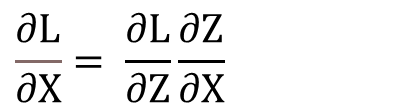 ∂L/∂X = ∂L/∂Z ∂Z/∂X